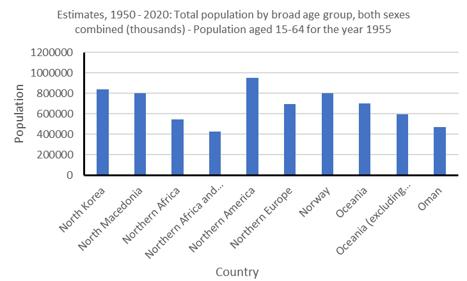 Estimates, 1950 - 2020: Total population by broad age group, both sexes
combined (thousands) - Population aged 15-64 for the year 1955
1200000
1000000
800000
600000
400000
200000
0
Population
North Korea
North Macedonia
Northern Africa
Northern Africa and...
Northern America
Northern Europe
Norway
Oceania
Oceania (excluding...
Oman
Country